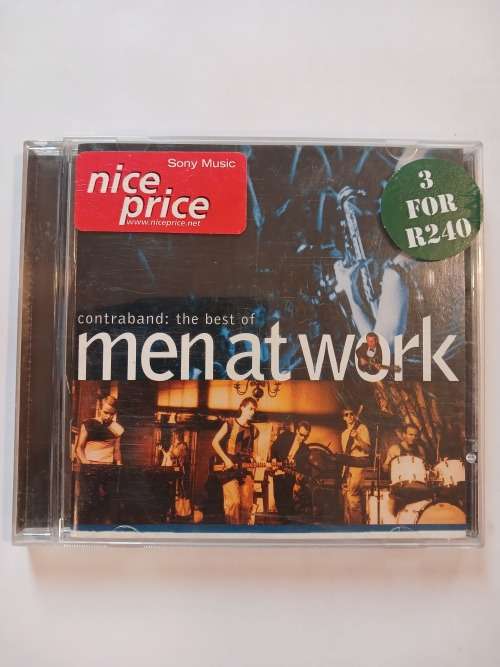 Sony Music
nice
price
www.niceprice.net
3
FOR
R240
contraband: the best of
men at work